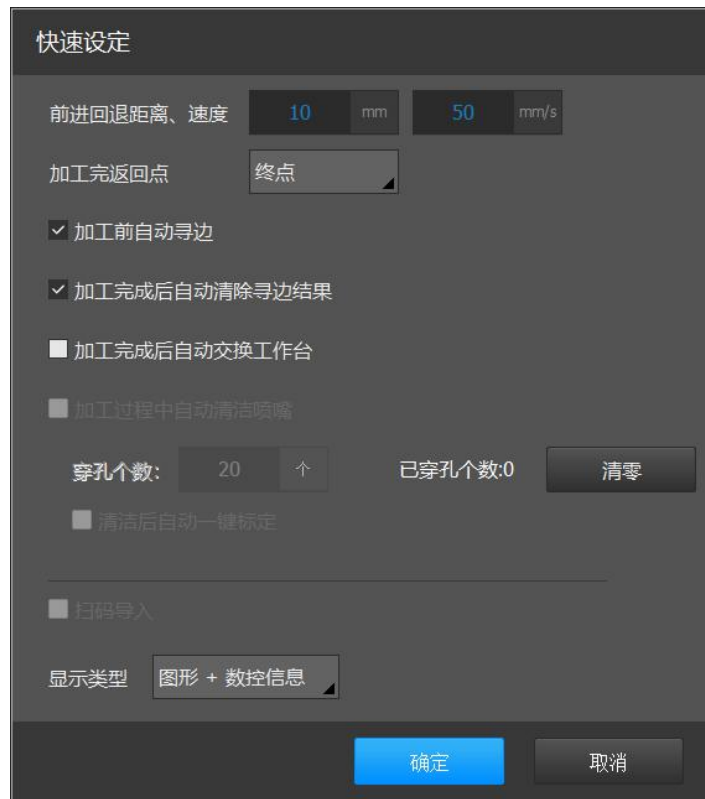 快速设定
前进回退距离、速度 10 mm 50 mm/s
加工完返回点 终点
加工前自动寻边
加工完成后自动清除寻边结果
加工完成后自动交换工作台
加工过程中自动清洁喷嘴
穿孔个数: 20 个 已穿孔个数:0 清零
清洁后自动一键标定
扫码导入
显示类型 图形 + 数控信息
确定 取消